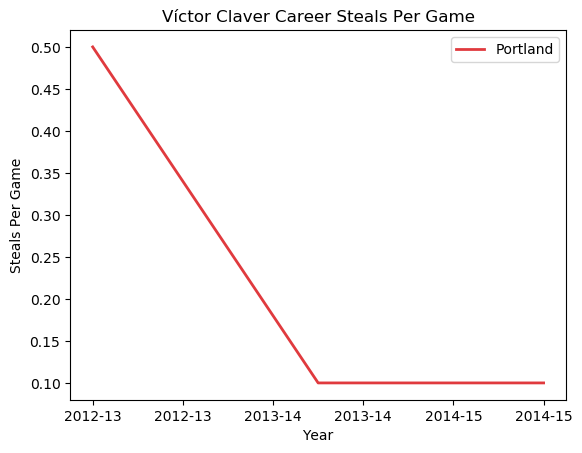 Víctor Claver Career Steals Per Game
Portland
0.50
0.45
0.40
0.35
0.30
0.25
0.20
0.15
0.10
Steals Per Game
2012-13 2012-13 2013-14 2013-14 2014-15 2014-15
Year